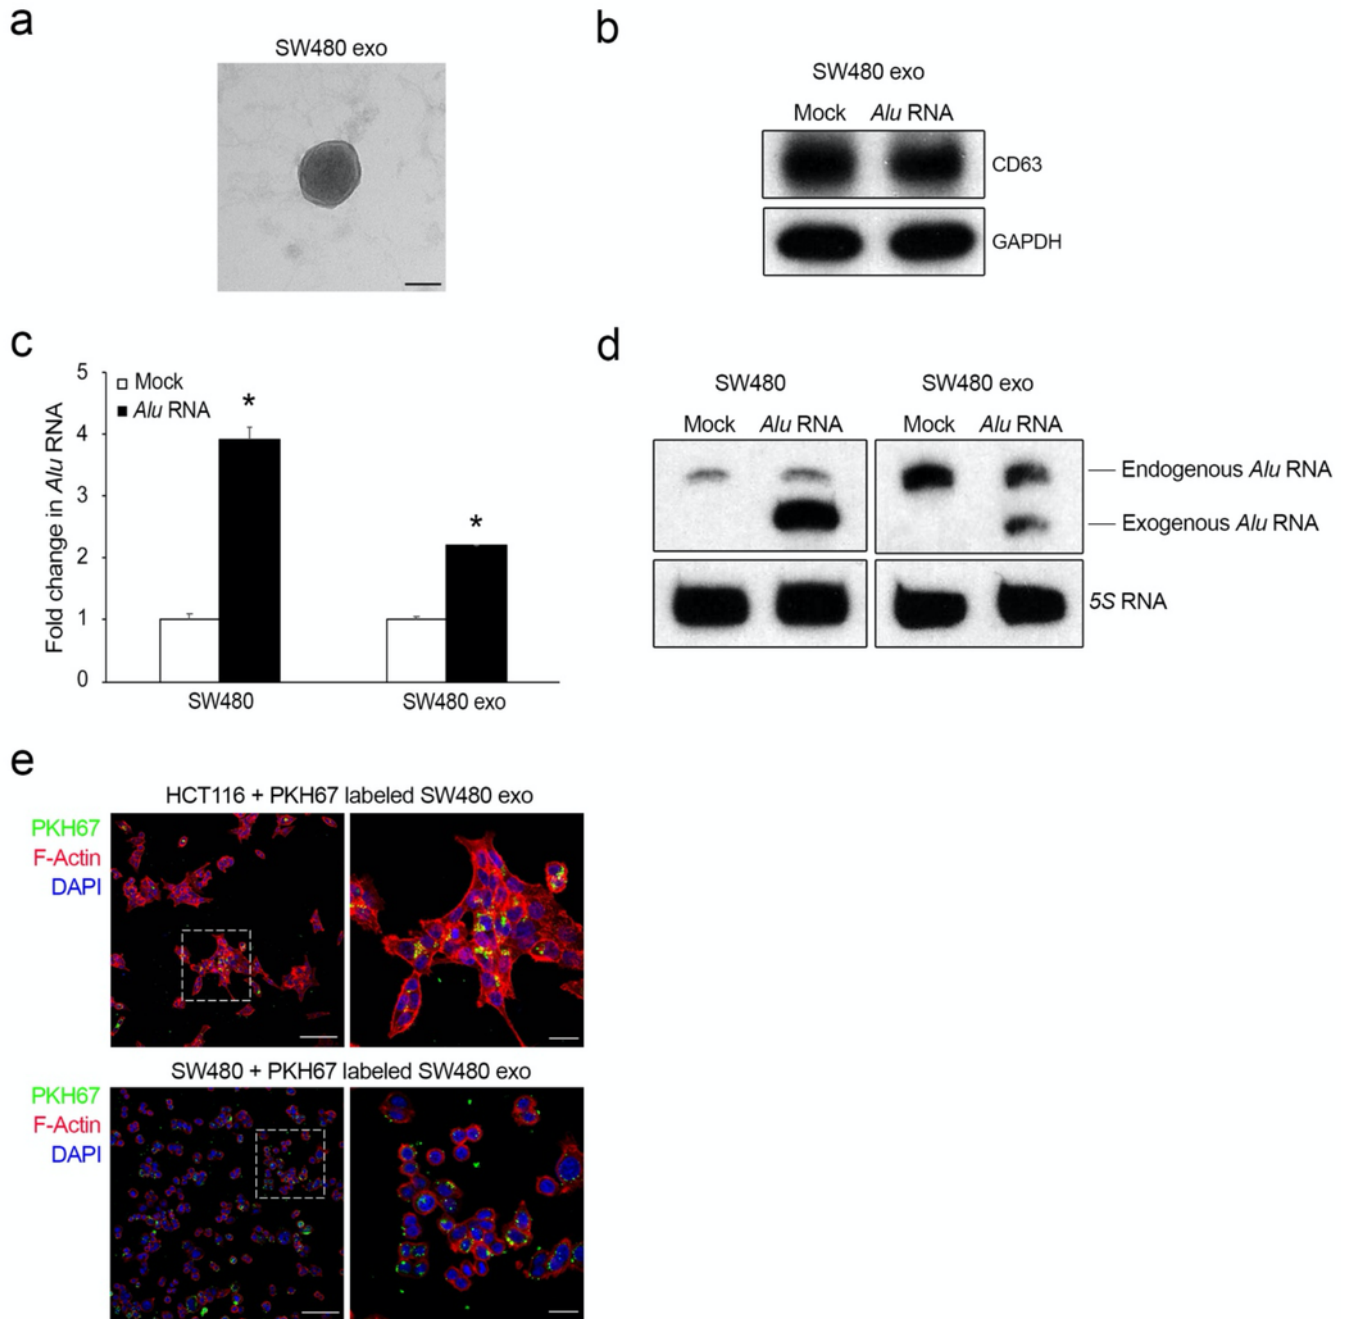 a
SW480 exo
b
SW480 exo
Mock Alu RNA
CD63
GAPDH
c
5
4
3
2
1
0
Fold change in Alu RNA
Mock
Alu RNA
*
*
SW480 SW480 exo
d
SW480 SW480 exo
Mock Alu RNA Mock Alu RNA
Endogenous Alu RNA
Exogenous Alu RNA
5S RNA
e
HCT116 + PKH67 labeled SW480 exo
PKH67
F-Actin
DAPI
SW480 + PKH67 labeled SW480 exo
PKH67
F-Actin
DAPI